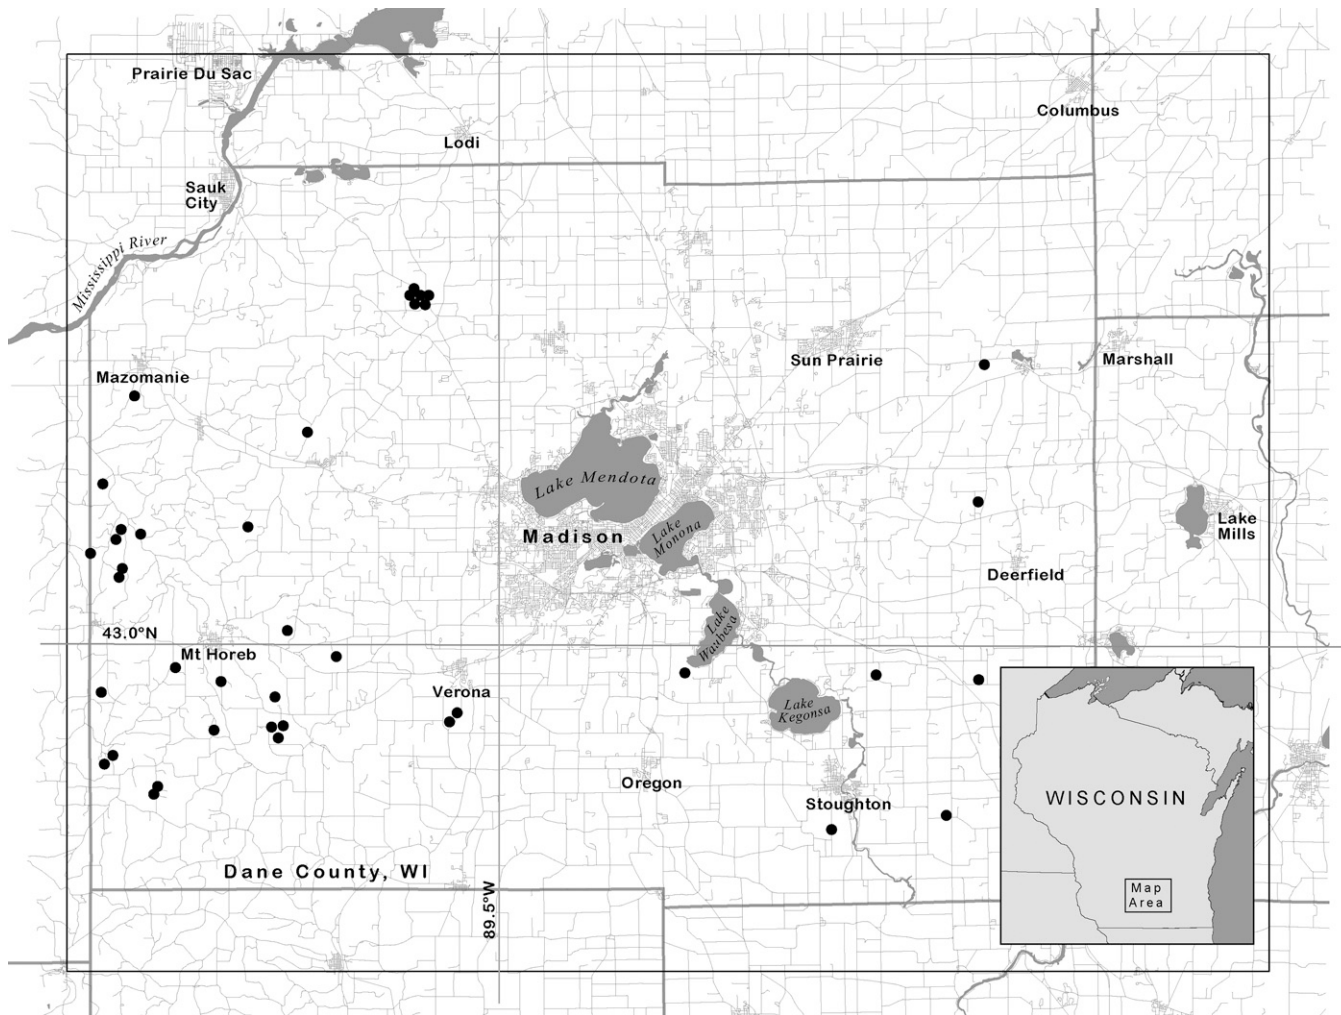 Prairie Du Sac
Columbus
Lodi
Sauk
City
Mississippi River
Sun Prairie
Marshall
Mazomanie
Lake Mendota
Lake
Monona
Madison
Lake
Mills
Deerfield
Lake
Waubesa
43.0ºN
Mt Horeb
Verona
Lake
Kegonsa
Oregon
Stoughton
WISCONSIN
Map
Area
Dane County, WI
89.5ºW